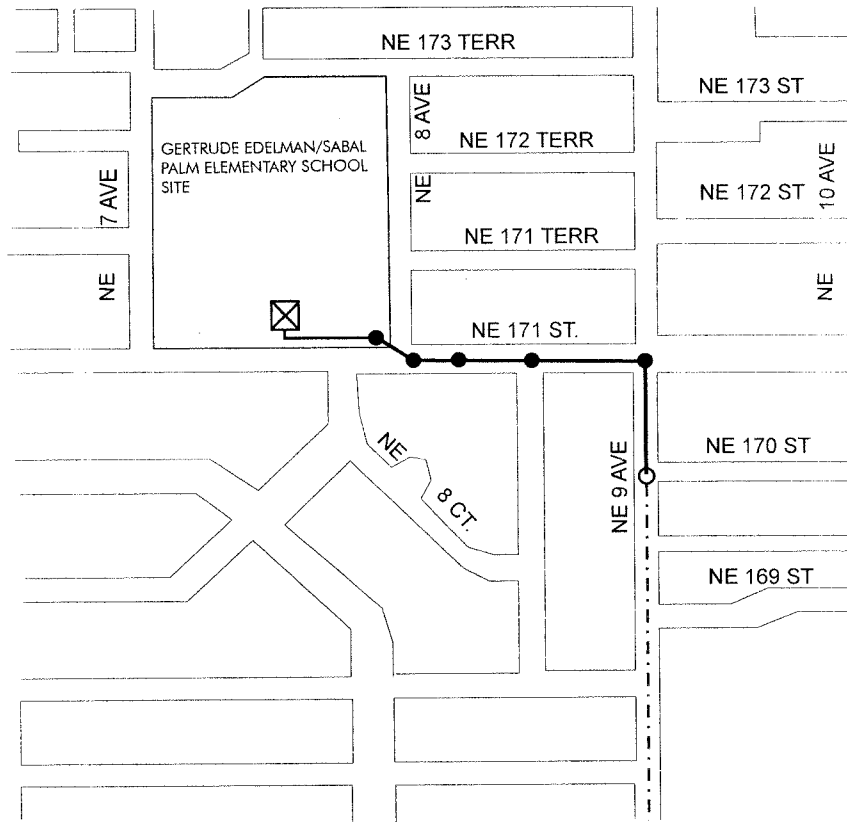 NE 173 TERR
NE 173 ST
8 AVE
NE
NE 172 TERR
GERTRUDE EDELMAN/SABAL
PALM ELEMENTARY SCHOOL
SITE
7 AVE
NE
NE 172 ST
10 AVE
NE
NE 171 TERR
NE 171 ST.
NE
8 CT.
NE 9 AVE
NE 170 ST
NE 169 ST